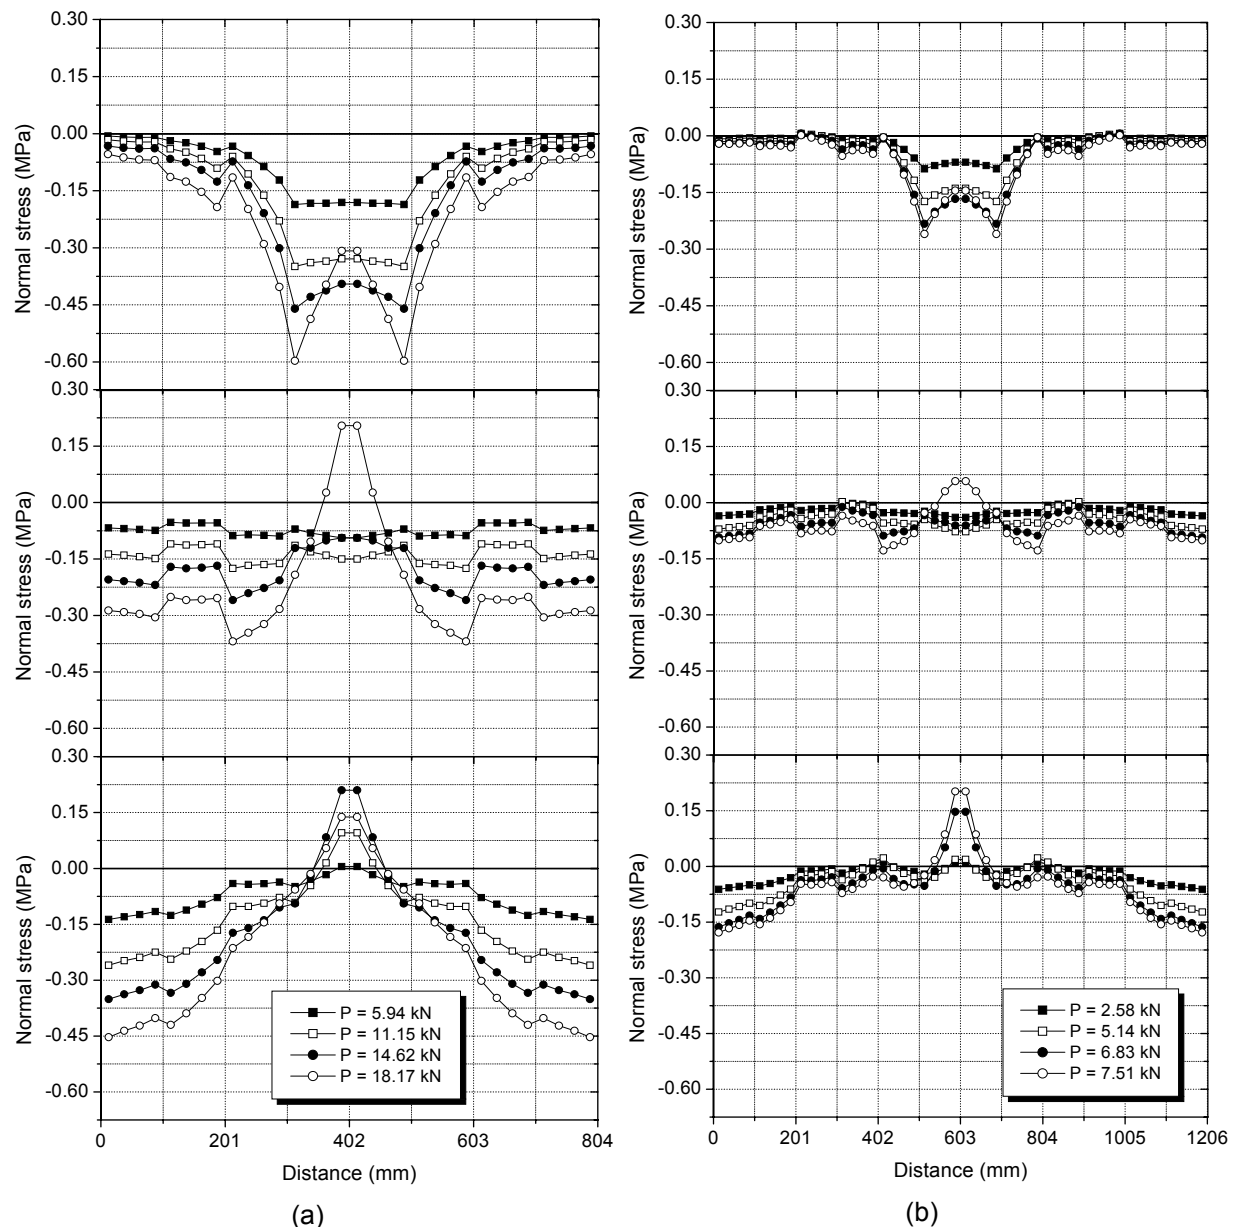 0.30
0.15
0.00
-0.15
-0.30
-0.45
-0.60
0.30
0.15
0.00
-0.15
-0.30
-0.45
-0.60
0.30
0.15
0.00
-0.15
-0.30
-0.45
-0.60
Normal stress (MPa)
Normal stress (MPa)
Normal stress (MPa)
P = 5.94 kN
P = 11.15 kN
P = 14.62 kN
P = 18.17 kN
0 201 402 603 804
Distance (mm)
(a)
0.30
0.15
0.00
-0.15
-0.30
-0.45
-0.60
0.30
0.15
0.00
-0.15
-0.30
-0.45
-0.60
0.30
0.15
0.00
-0.15
-0.30
-0.45
-0.60
Normal stress (MPa)
Normal stress (MPa)
Normal stress (MPa)
P = 2.58 kN
P = 5.14 kN
P = 6.83 kN
P = 7.51 kN
0 201 402 603 804 1005 1206
Distance (mm)
(b)